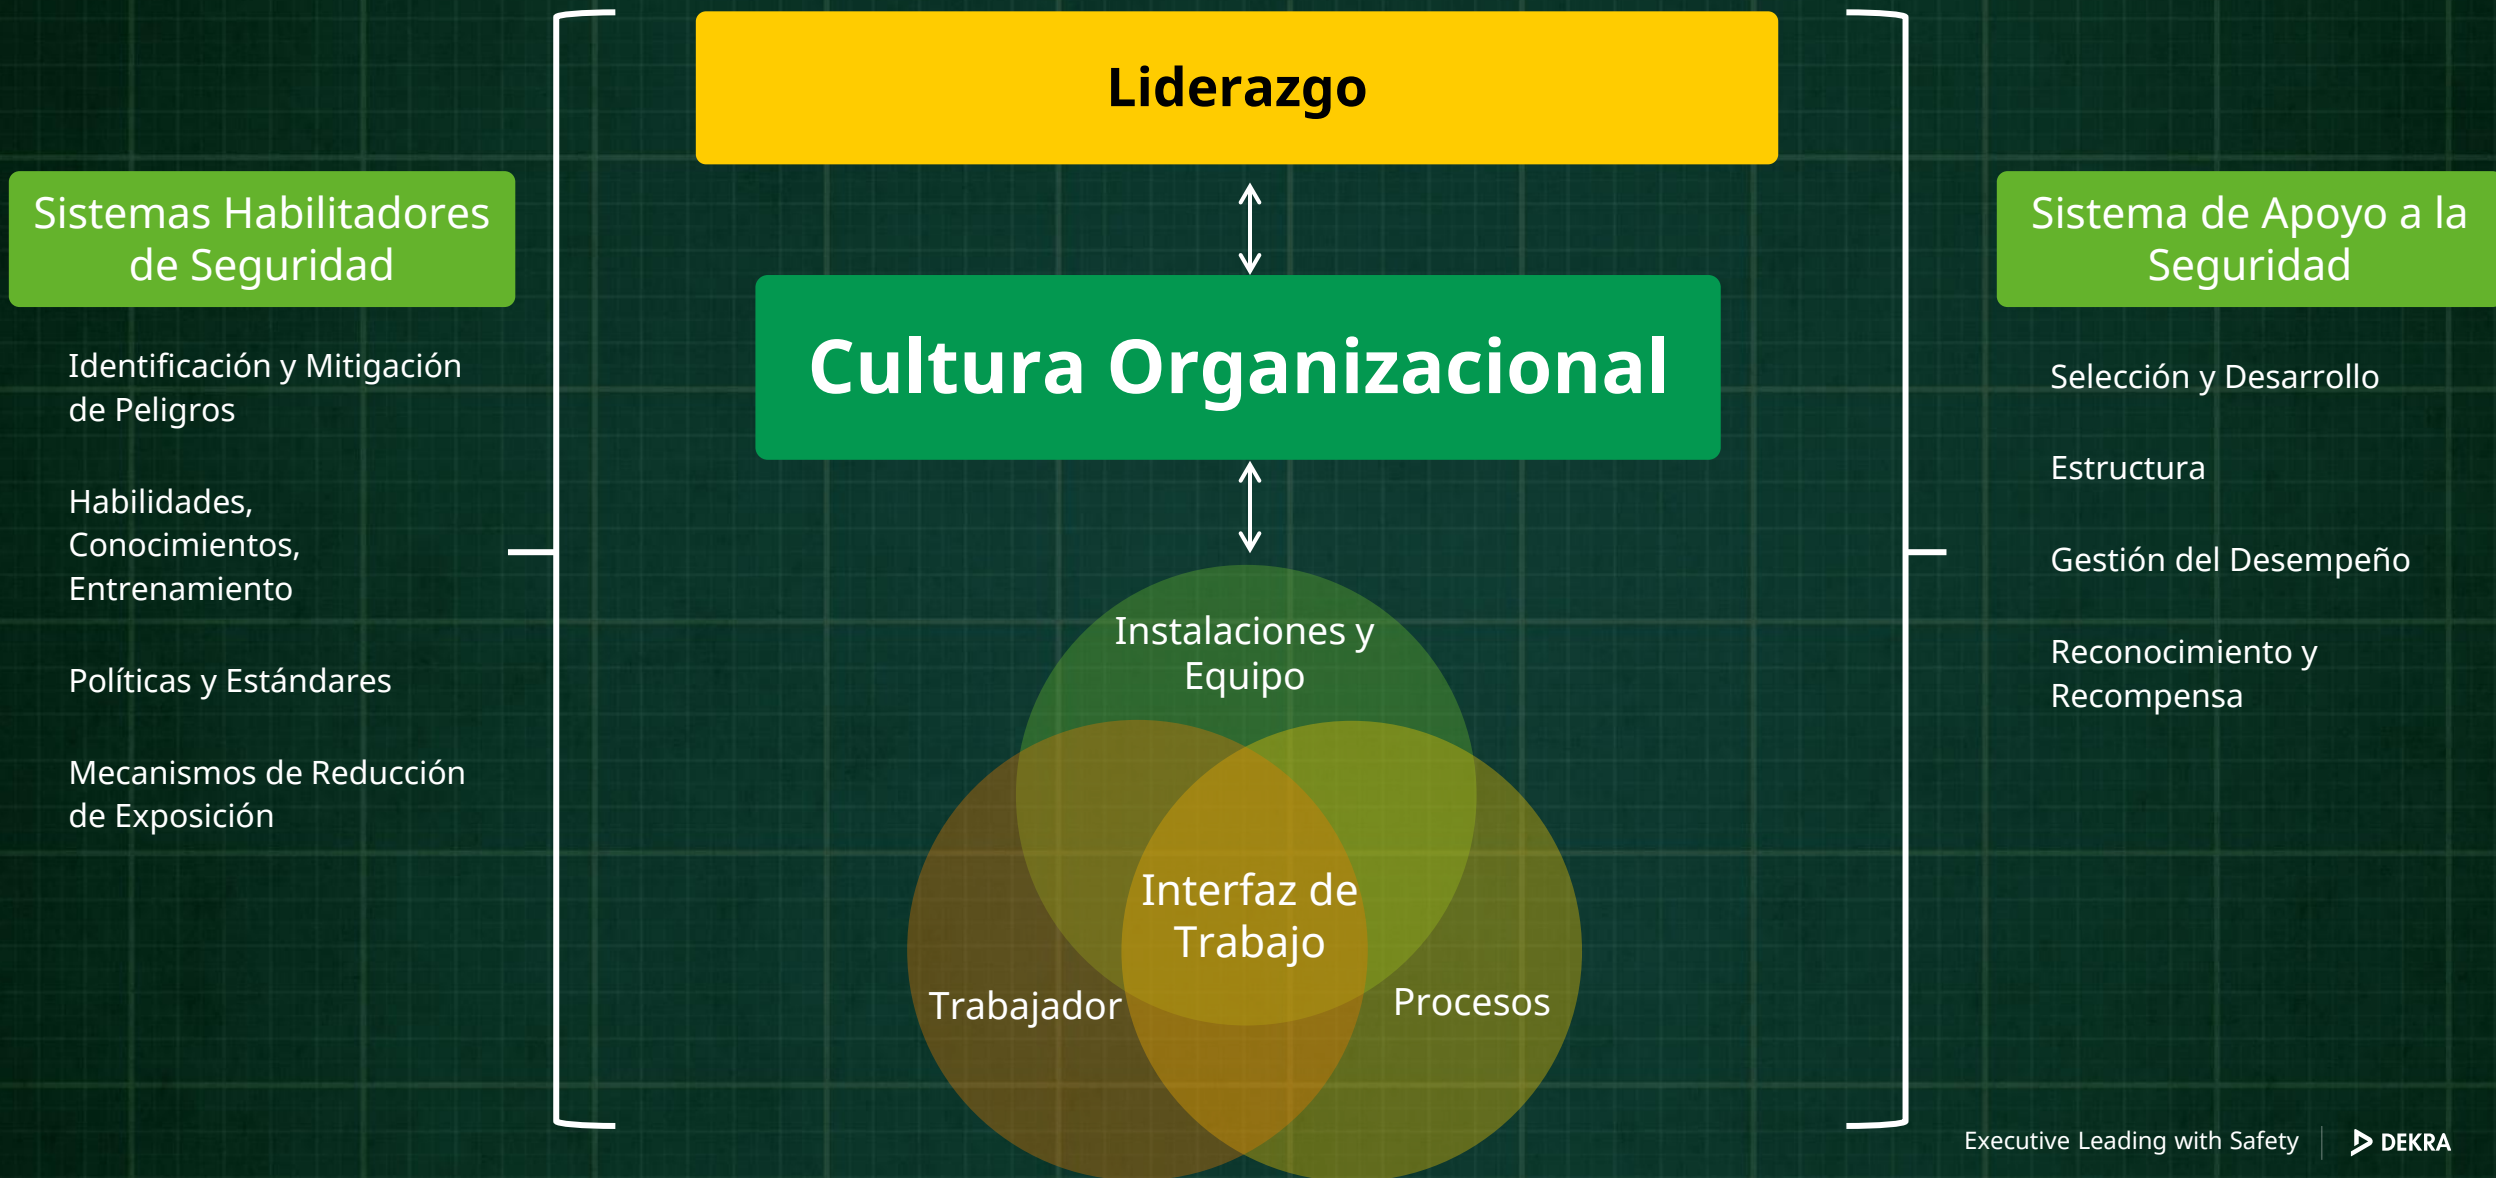 Liderazgo
Sistemas Habilitadores
de Seguridad
Identificación y Mitigación
de Peligros
Habilidades,
Conocimientos,
Entrenamiento
Políticas y Estándares
Mecanismos de Reducción
de Exposición
Cultura Organizacional
Instalaciones y
Equipo
Interfaz de
Trabajo
Trabajador
Procesos
Sistema de Apoyo a la
Seguridad
Selección y Desarrollo
Estructura
Gestión del Desempeño
Reconocimiento y
Recompensa
Executive Leading with Safety
DEKRA